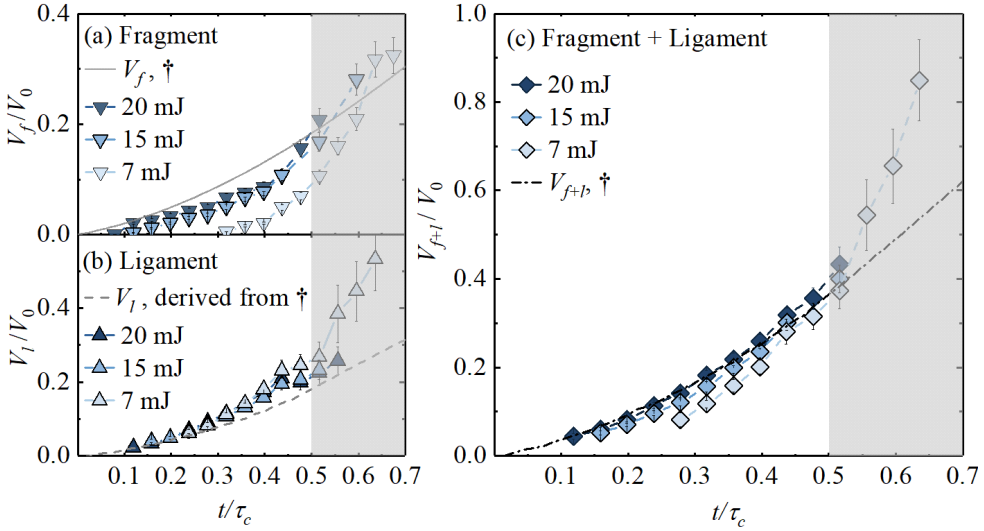 (a) Fragment
V_f, †
20 mJ
15 mJ
7 mJ
V_f/V_0
0.4
0.2
0.0
(b) Ligament
V_l, derived from †
20 mJ
15 mJ
7 mJ
V_l/V_0
0.4
0.2
0.0
0.1 0.2 0.3 0.4 0.5 0.6 0.7
t/τ_c
(c) Fragment + Ligament
20 mJ
15 mJ
7 mJ
V_{f+l}, †
V_{f+l}/V_0
1.0
0.8
0.6
0.4
0.2
0.0
0.1 0.2 0.3 0.4 0.5 0.6 0.7
t/τ_c